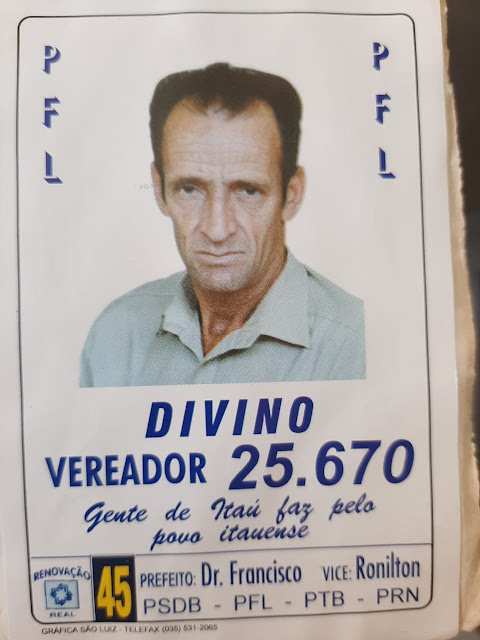 PFL
PFL
DIVINO
VEREADOR 25.670
Gente de Itaú faz pelo
povo itauense
RENOVAÇÃO
REAL
45
PREFEITO: Dr. Francisco VICE: Ronilton
PSDB - PFL - PTB - PRN
GRÁFICA SÃO LUIZ - TELEFAX (035) 531-2065